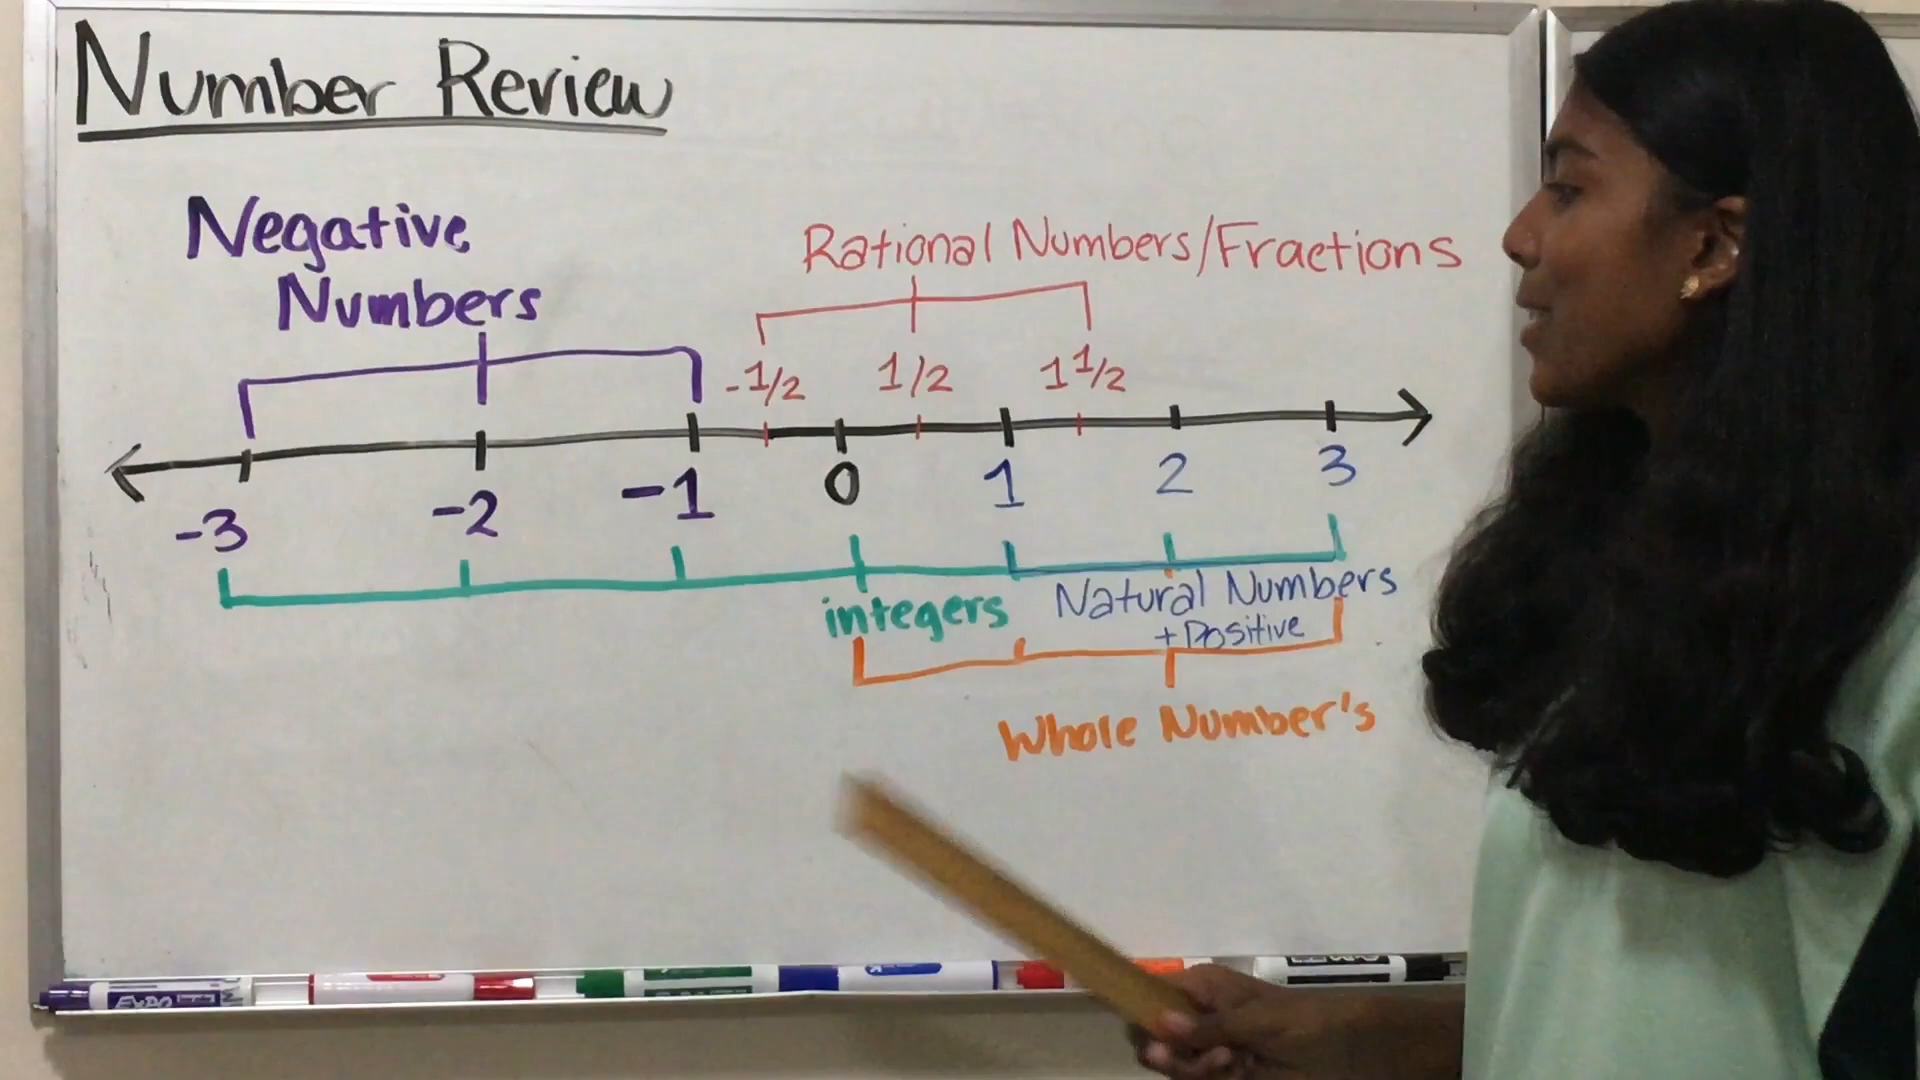 Number Review
Negative
Numbers
Rational Numbers/Fractions
-1/2 1/2 1 1/2
-3 -2 -1 0 1 2 3
integers
Natural Numbers
+Positive
Whole Number's
EXPO